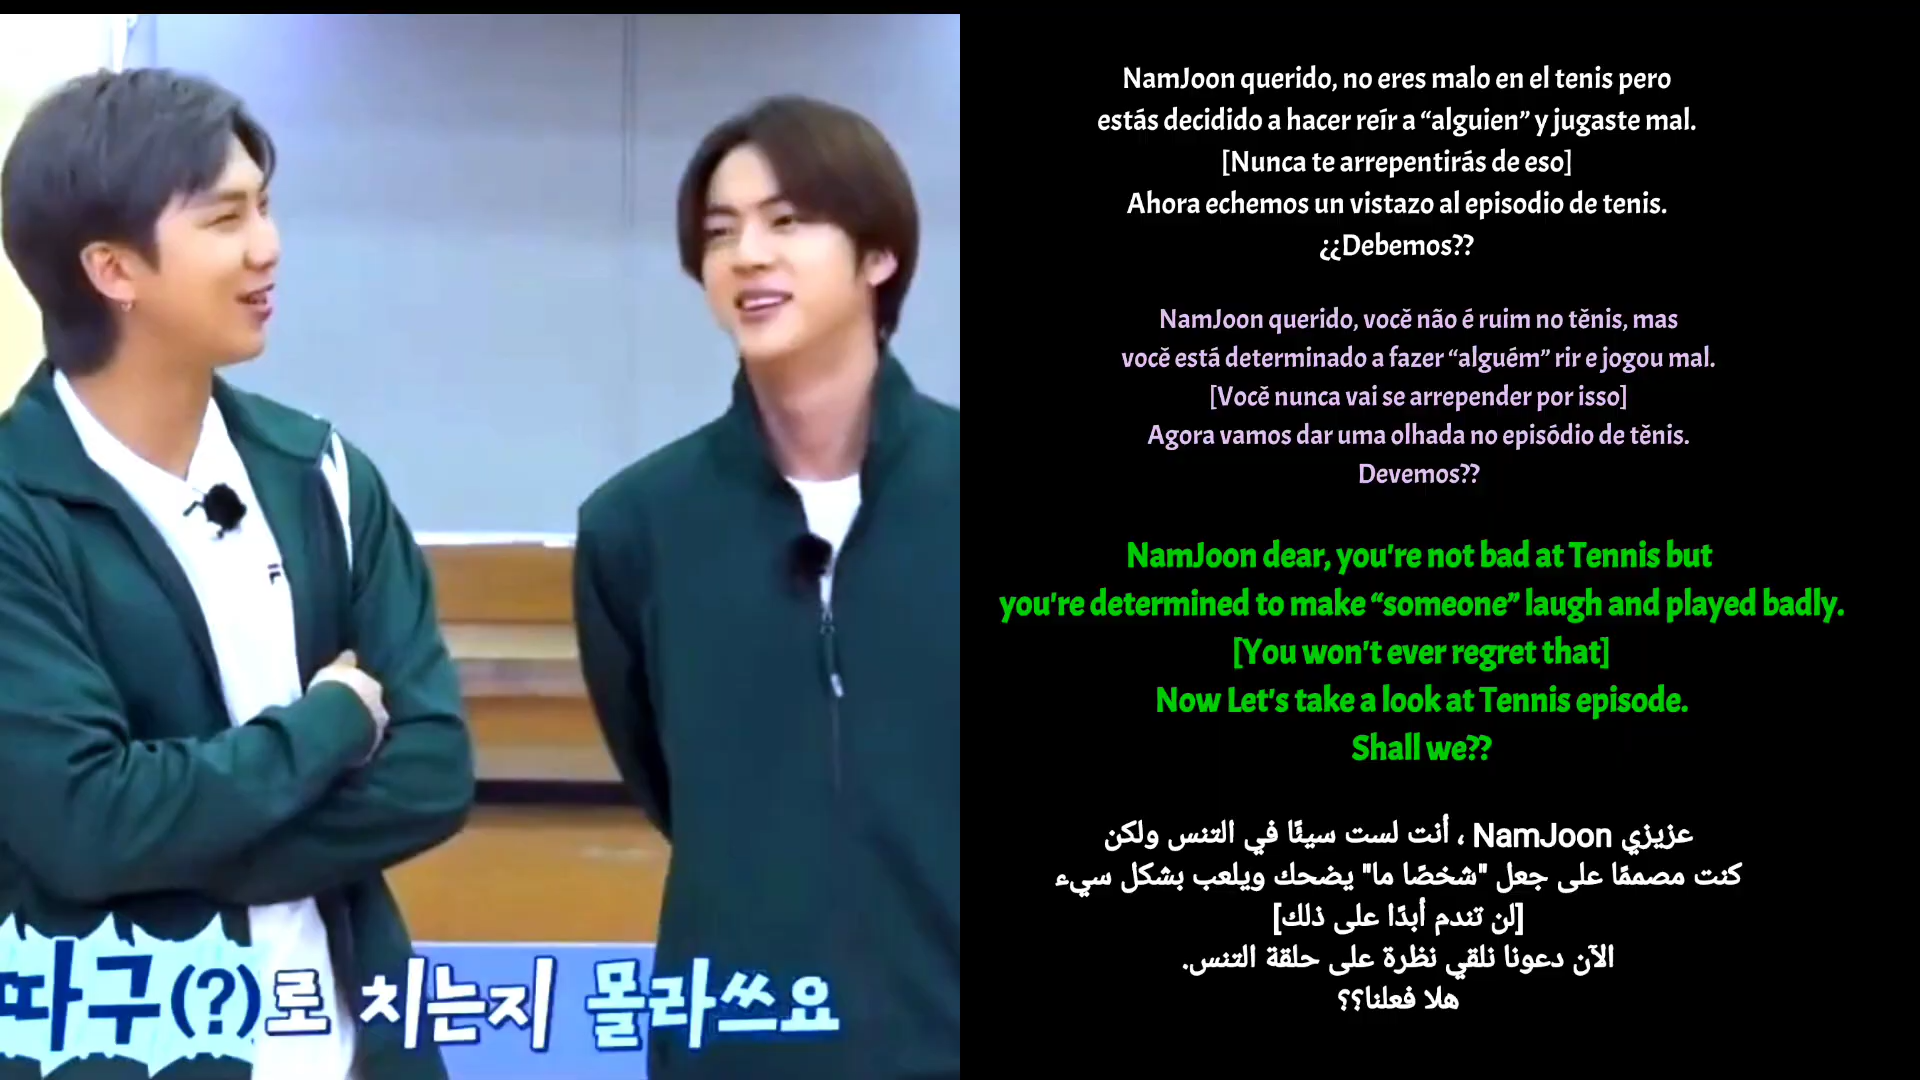 따구(?)로 치는지 몰라쓰요
NamJoon querido, no eres malo en el tenis pero
estás decidido a hacer reír a “alguien” y jugaste mal.
[Nunca te arrepentirás de eso]
Ahora echemos un vistazo al episodio de tenis.
¿¿Debemos??
NamJoon querido, você não é ruim no tênis, mas
você está determinado a fazer “alguém” rir e jogou mal.
[Você nunca vai se arrepender por isso]
Agora vamos dar uma olhada no episódio de tênis.
Devemos??
NamJoon dear, you're not bad at Tennis but
you're determined to make “someone” laugh and played badly.
[You won't ever regret that]
Now Let's take a look at Tennis episode.
Shall we??
عزيزي NamJoon ، أنت لست سيئًا في التنس ولكن
كنت مصممًا على جعل "شخصًا ما" يضحك ويلعب بشكل سيء
[لن تندم أبدًا على ذلك]
الآن دعونا نلقي نظرة على حلقة التنس.
هلا فعلنا؟؟